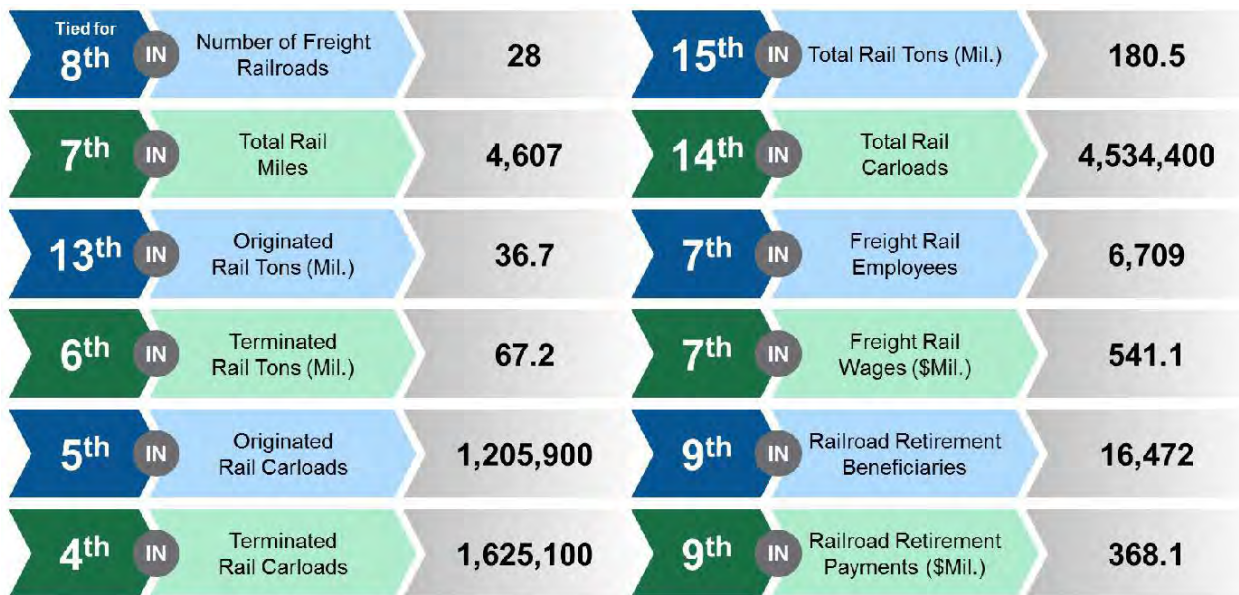 Tied for
8th
IN
Number of Freight
Railroads
28
15th
IN
Total Rail Tons (Mil.)
180.5
7th
IN
Total Rail
Miles
4,607
14th
IN
Total Rail
Carloads
4,534,400
13th
IN
Originated
Rail Tons (Mil.)
36.7
7th
IN
Freight Rail
Employees
6,709
6th
IN
Terminated
Rail Tons (Mil.)
67.2
7th
IN
Freight Rail
Wages ($Mil.)
541.1
5th
IN
Originated
Rail Carloads
1,205,900
9th
IN
Railroad Retirement
Beneficiaries
16,472
4th
IN
Terminated
Rail Carloads
1,625,100
9th
IN
Railroad Retirement
Payments ($Mil.)
368.1